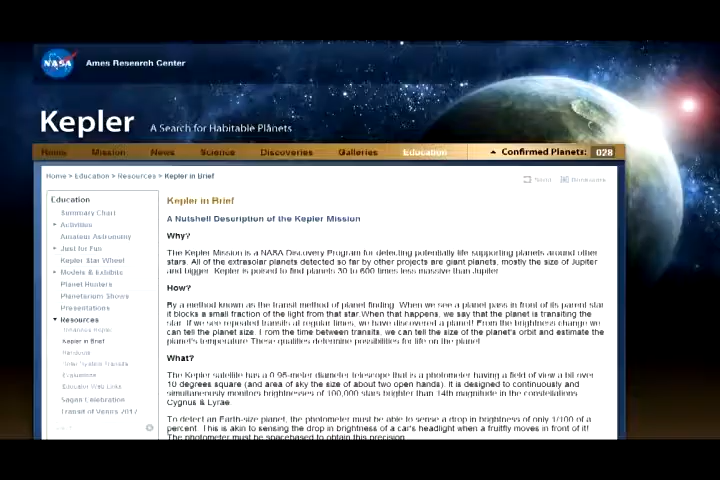 NASA
Ames Research Center
Kepler A Search for Habitable Planets
Home Mission News Science Discoveries Galleries Education Confirmed Planets: 028
Home > Education > Resources > Kepler in Brief
Education
Summary Chart
Activities
Amateur Astronomy
Just for Fun
Kepler Star Wheel
Models & Exhibits
Planet Hunters
Planetarium Shows
Presentations
Resources
Kepler in Brief
Sagan Celebration
Transit of Venus 2012
Kepler in Brief
A Nutshell Description of the Kepler Mission
Why?
The Kepler Mission is a NASA Discovery Program for detecting potentially life supporting planets around other
stars. All of the extrasolar planets detected so far by other projects are giant planets, mostly the size of Jupiter
and bigger. Kepler is poised to find planets 30 to 600 times less massive than Jupiter
How?
By a method known as the transit method of planet finding. When we see a planet pass in front of its parent star
it blocks a small fraction of the light from that star. When that happens, we say that the planet is transiting the
star. If we see repeated transits at regular times, we have discovered a planet! From the brightness change we
can tell the planet size. From the time between transits, we can tell the size of the planet's orbit and estimate the
planet's temperature. These qualities determine possibilities for life on the planet.
What?
The Kepler satellite has a 0.95-meter diameter telescope that is a photometer having a field of view a bit over
10 degrees square (and area of sky the size of about two open hands). It is designed to continuously and
simultaneously monitor brightnesses of 100,000 stars brighter than 14th magnitude in the constellations
Cygnus & Lyrae.
To detect an Earth-size planet, the photometer must be able to sense a drop in brightness of only 1/100 of a
percent. This is akin to sensing the drop in brightness of a car's headlight when a fruitfly moves in front of it!
The photometer must be spacebased to obtain this precision.